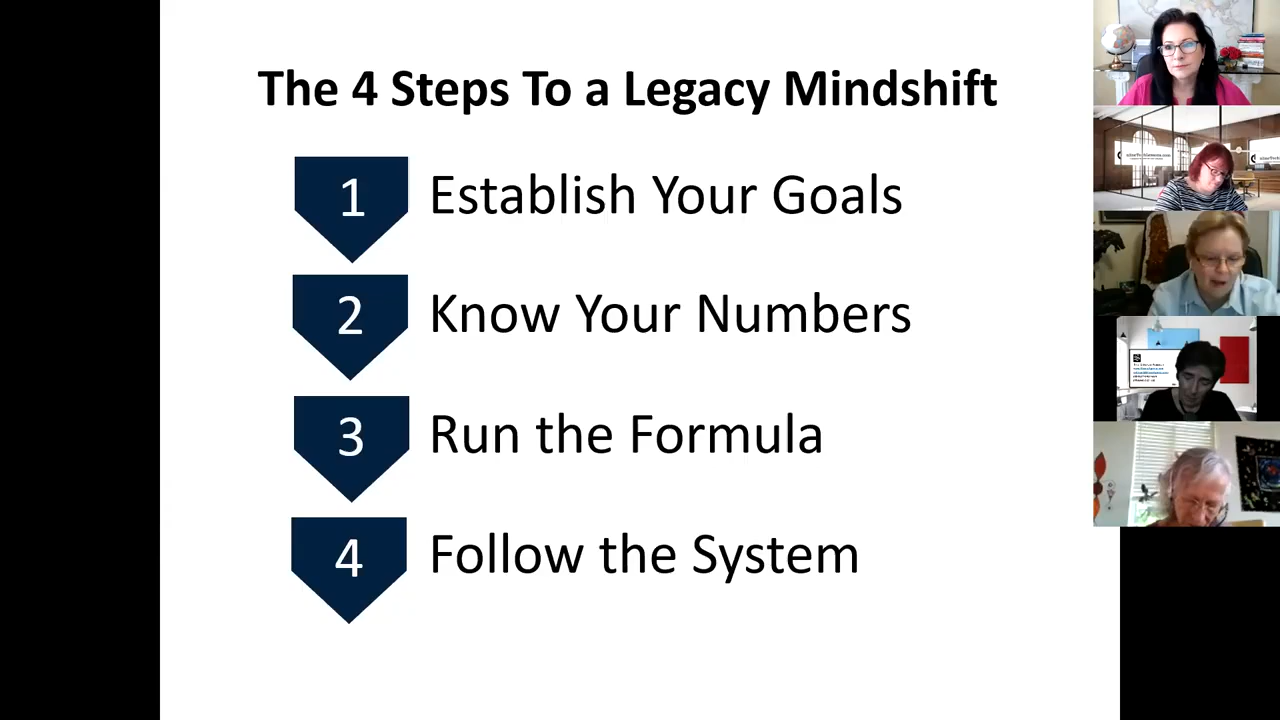 The 4 Steps To a Legacy Mindshift
1 Establish Your Goals
2 Know Your Numbers
3 Run the Formula
4 Follow the System